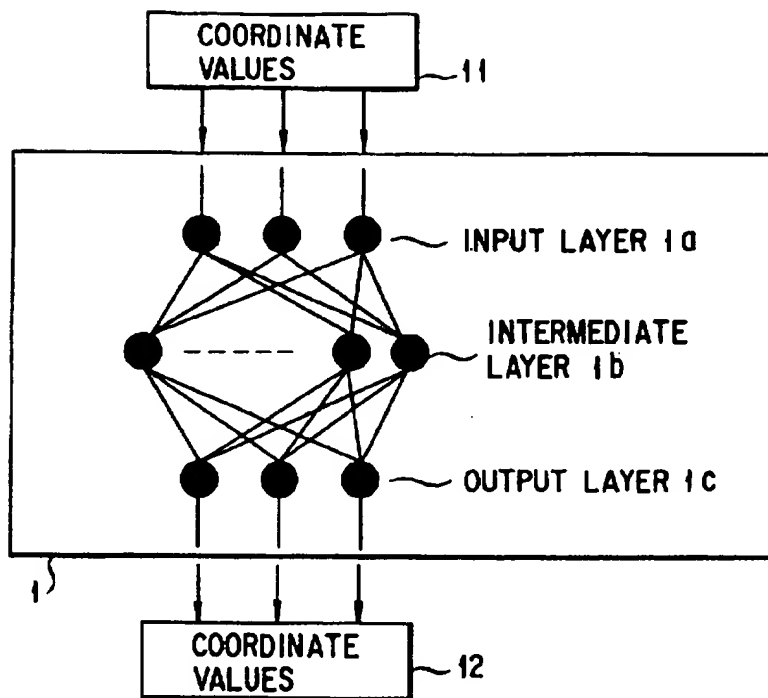 COORDINATE
VALUES
11
INPUT LAYER 1a
INTERMEDIATE
LAYER 1b
OUTPUT LAYER 1c
1
COORDINATE
VALUES
12